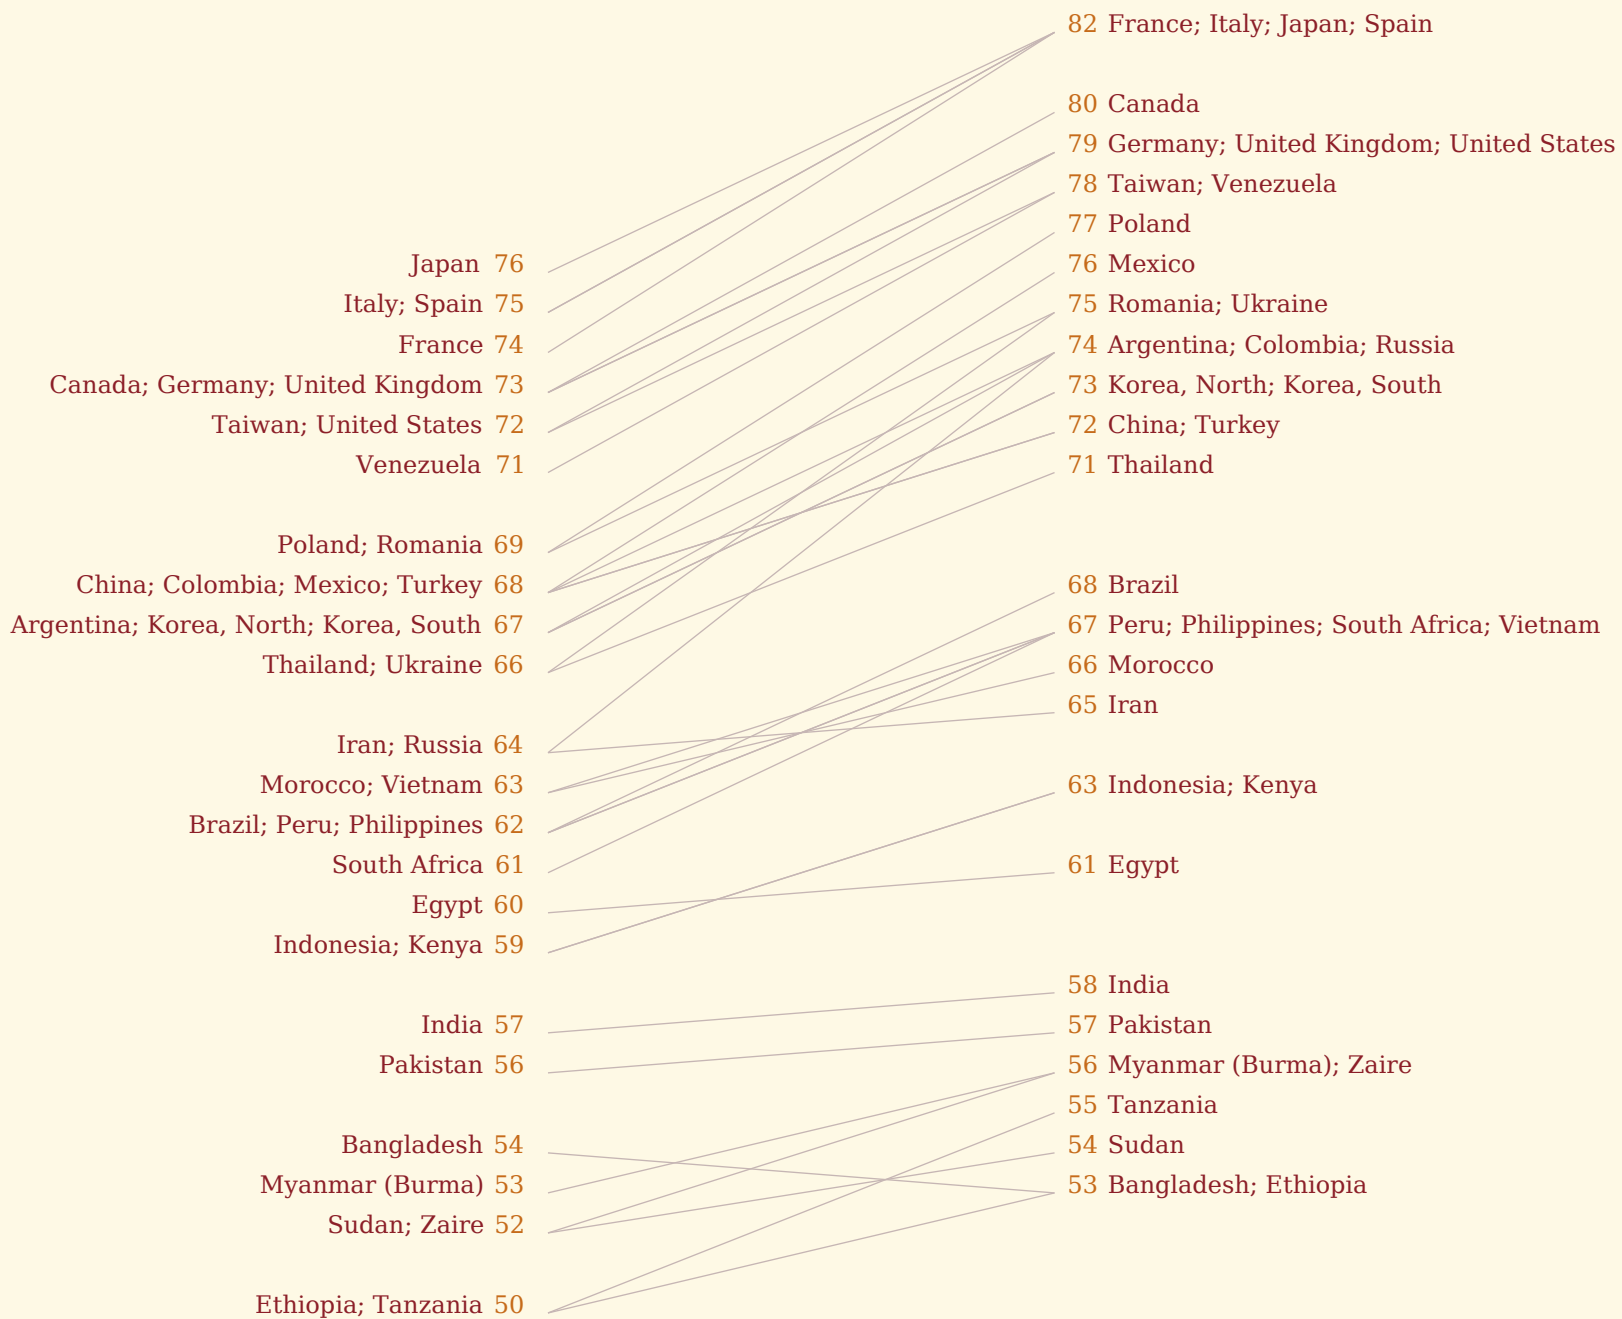 82 France; Italy; Japan; Spain
80 Canada
79 Germany; United Kingdom; United States
78 Taiwan; Venezuela
77 Poland
Japan 76
76 Mexico
Italy; Spain 75
75 Romania; Ukraine
France 74
74 Argentina; Colombia; Russia
Canada; Germany; United Kingdom 73
73 Korea, North; Korea, South
Taiwan; United States 72
72 China; Turkey
Venezuela 71
71 Thailand
Poland; Romania 69
China; Colombia; Mexico; Turkey 68
68 Brazil
Argentina; Korea, North; Korea, South 67
67 Peru; Philippines; South Africa; Vietnam
Thailand; Ukraine 66
66 Morocco
65 Iran
Iran; Russia 64
Morocco; Vietnam 63
63 Indonesia; Kenya
Brazil; Peru; Philippines 62
South Africa 61
61 Egypt
Egypt 60
Indonesia; Kenya 59
58 India
India 57
57 Pakistan
Pakistan 56
56 Myanmar (Burma); Zaire
55 Tanzania
Bangladesh 54
54 Sudan
Myanmar (Burma) 53
53 Bangladesh; Ethiopia
Sudan; Zaire 52
Ethiopia; Tanzania 50